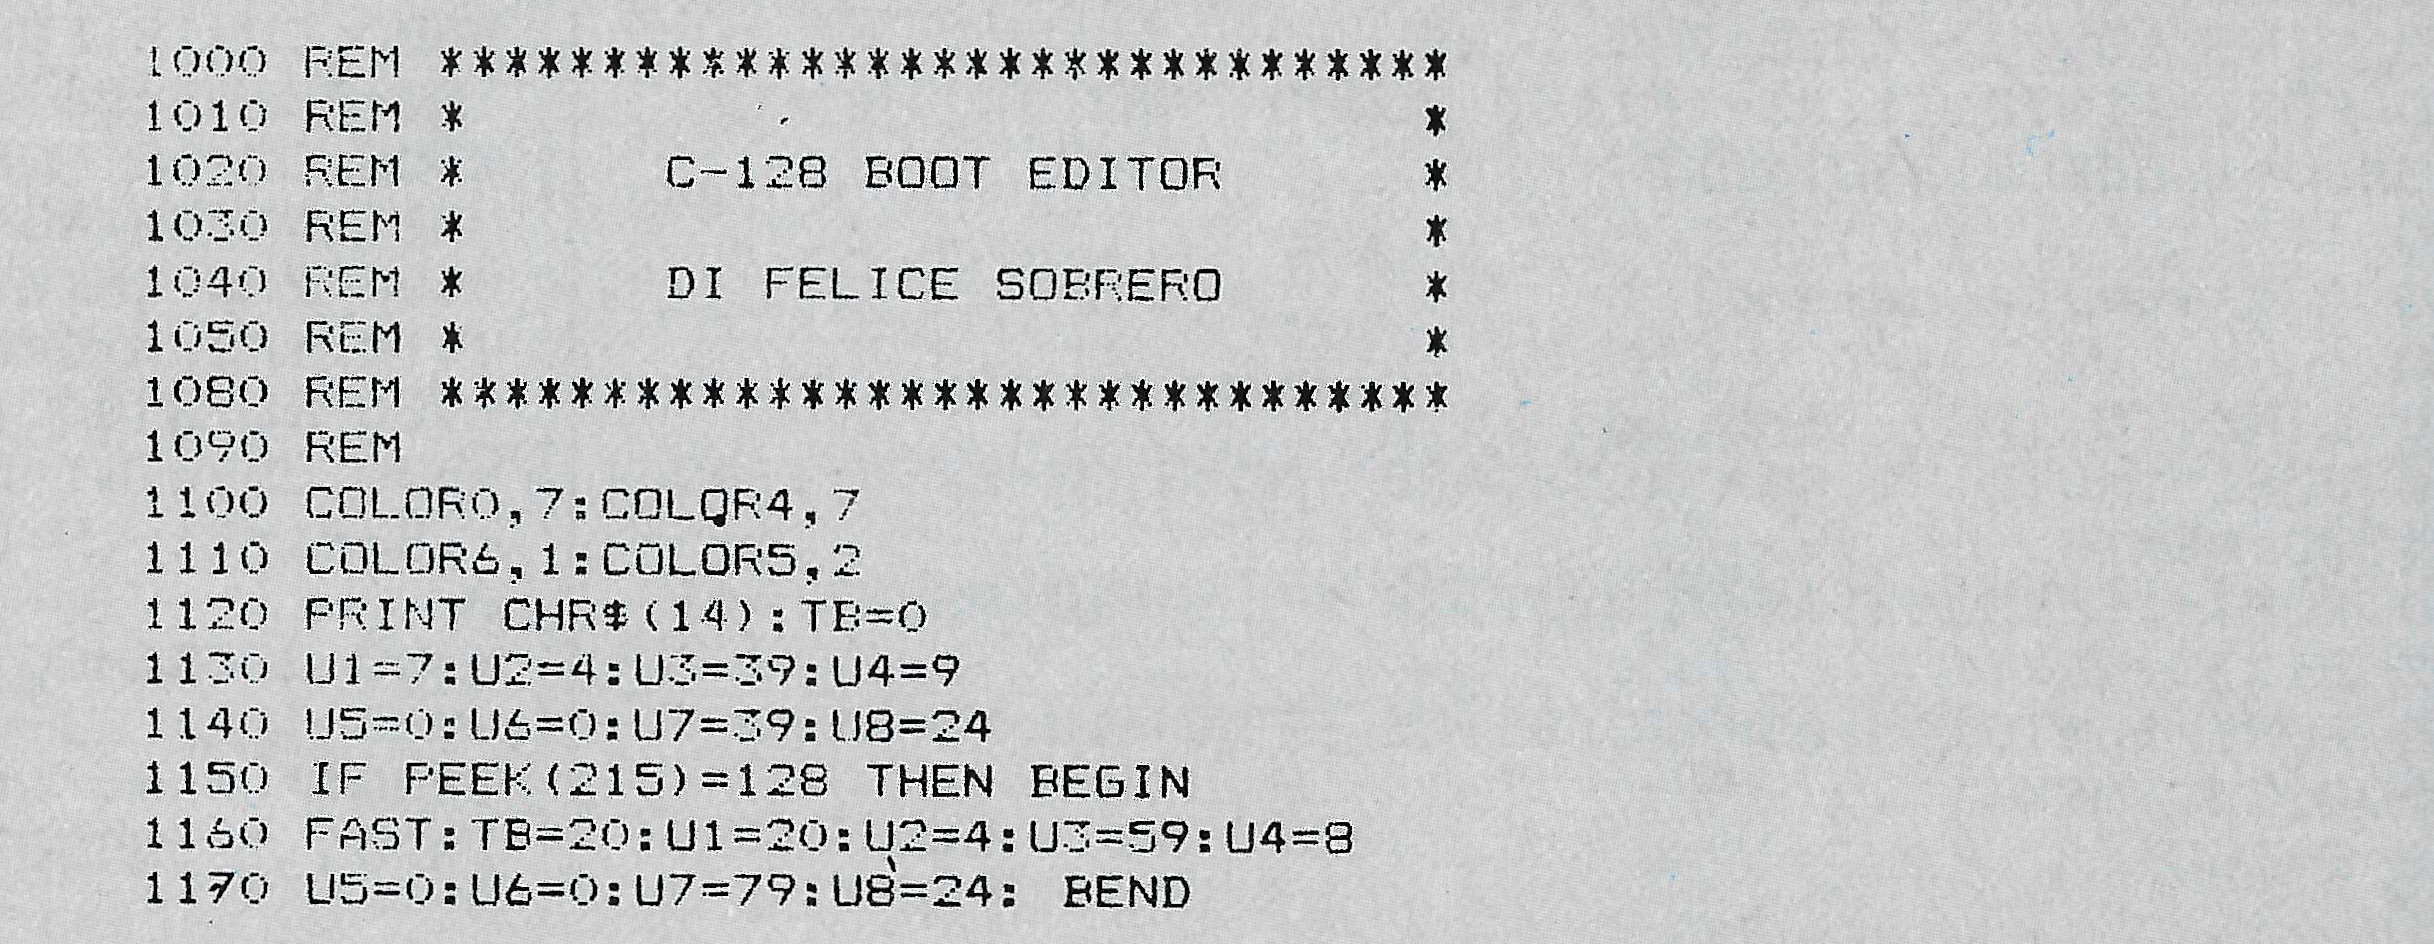 1000 REM *******************************
1010 REM *                             *
1020 REM *      C-128 BOOT EDITOR      *
1030 REM *                             *
1040 REM *      DI FELICE SOBRERO      *
1050 REM *                             *
1080 REM *******************************
1090 REM
1100 COLOR0,7:COLOR4,7
1110 COLOR6,1:COLOR5,2
1120 PRINT CHR$(14):TB=0
1130 U1=7:U2=4:U3=39:U4=9
1140 U5=0:U6=0:U7=39:U8=24
1150 IF PEEK(215)=128 THEN BEGIN
1160 FAST:TB=20:U1=20:U2=4:U3=59:U4=8
1170 U5=0:U6=0:U7=79:U8=24: BEND